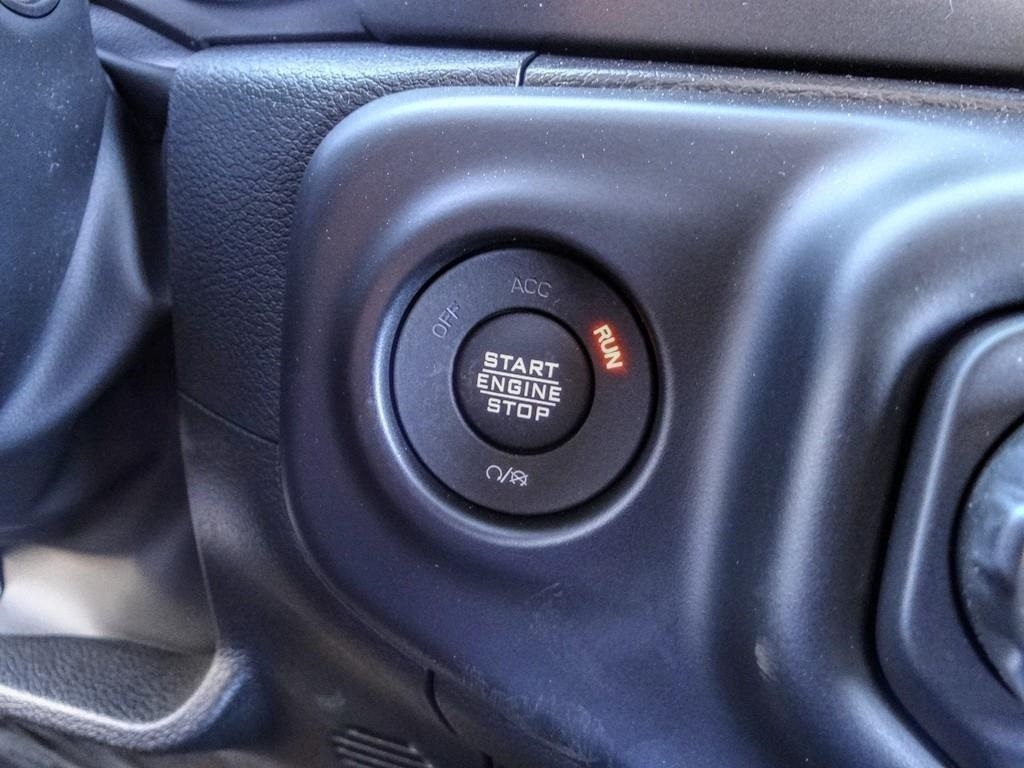 OFF
ACC
RUN
START
ENGINE
STOP